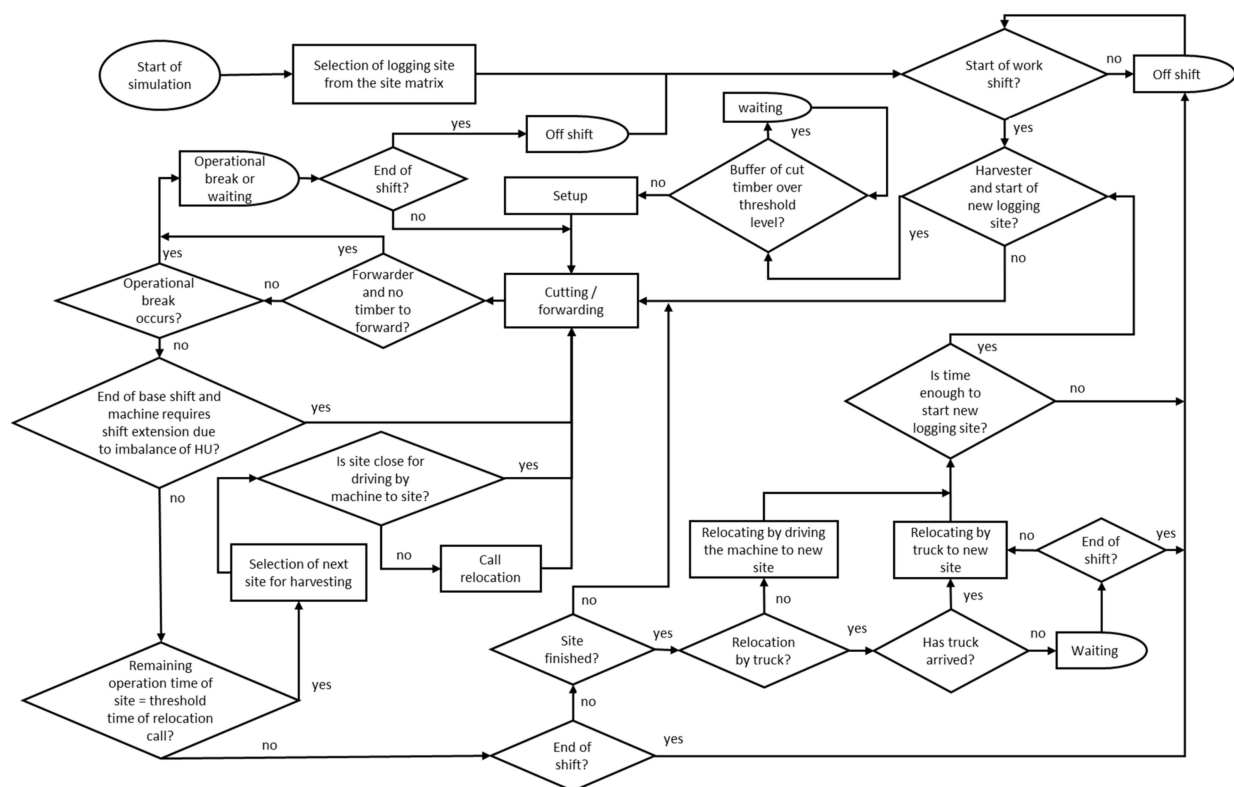 Start of
simulation
Selection of logging site
from the site matrix
Start of work
shift?
no
Off shift
yes
waiting
yes
Off shift
yes
Operational
break or
waiting
End of
shift?
no
Setup
no
Buffer of cut
timber over
threshold
level?
Harvester
and start of
new logging
site?
yes
no
yes
yes
Operational
break
occurs?
no
Forwarder
and no
timber to
forward?
Cutting /
forwarding
no
yes
Is time
enough to
start new
logging site?
no
End of base shift and
machine requires
shift extension due
to imbalance of HU?
yes
no
Is site close for
driving by
machine to site?
yes
no
Call
relocation
Selection of next
site for harvesting
Relocating by driving
the machine to new
site
Relocating by
truck to new
site
no
End of
shift?
yes
no
Site
finished?
yes
no
Relocation
by truck?
yes
yes
Has truck
arrived?
no
Waiting
Remaining
operation time of
site = threshold
time of relocation
call?
yes
no
no
End of
shift?
yes